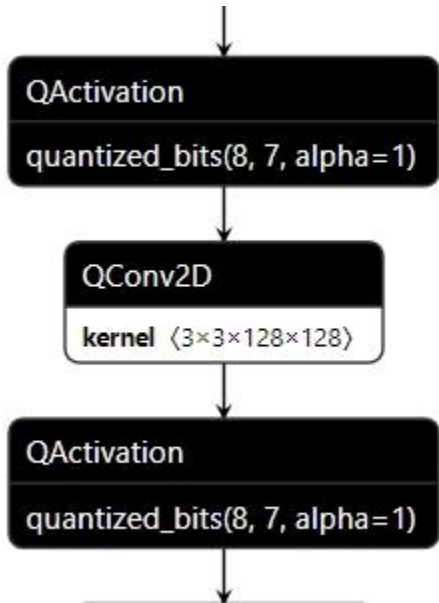 QActivation
quantized_bits(8, 7, alpha=1)
QConv2D
kernel ⟨3×3×128×128⟩
QActivation
quantized_bits(8, 7, alpha=1)